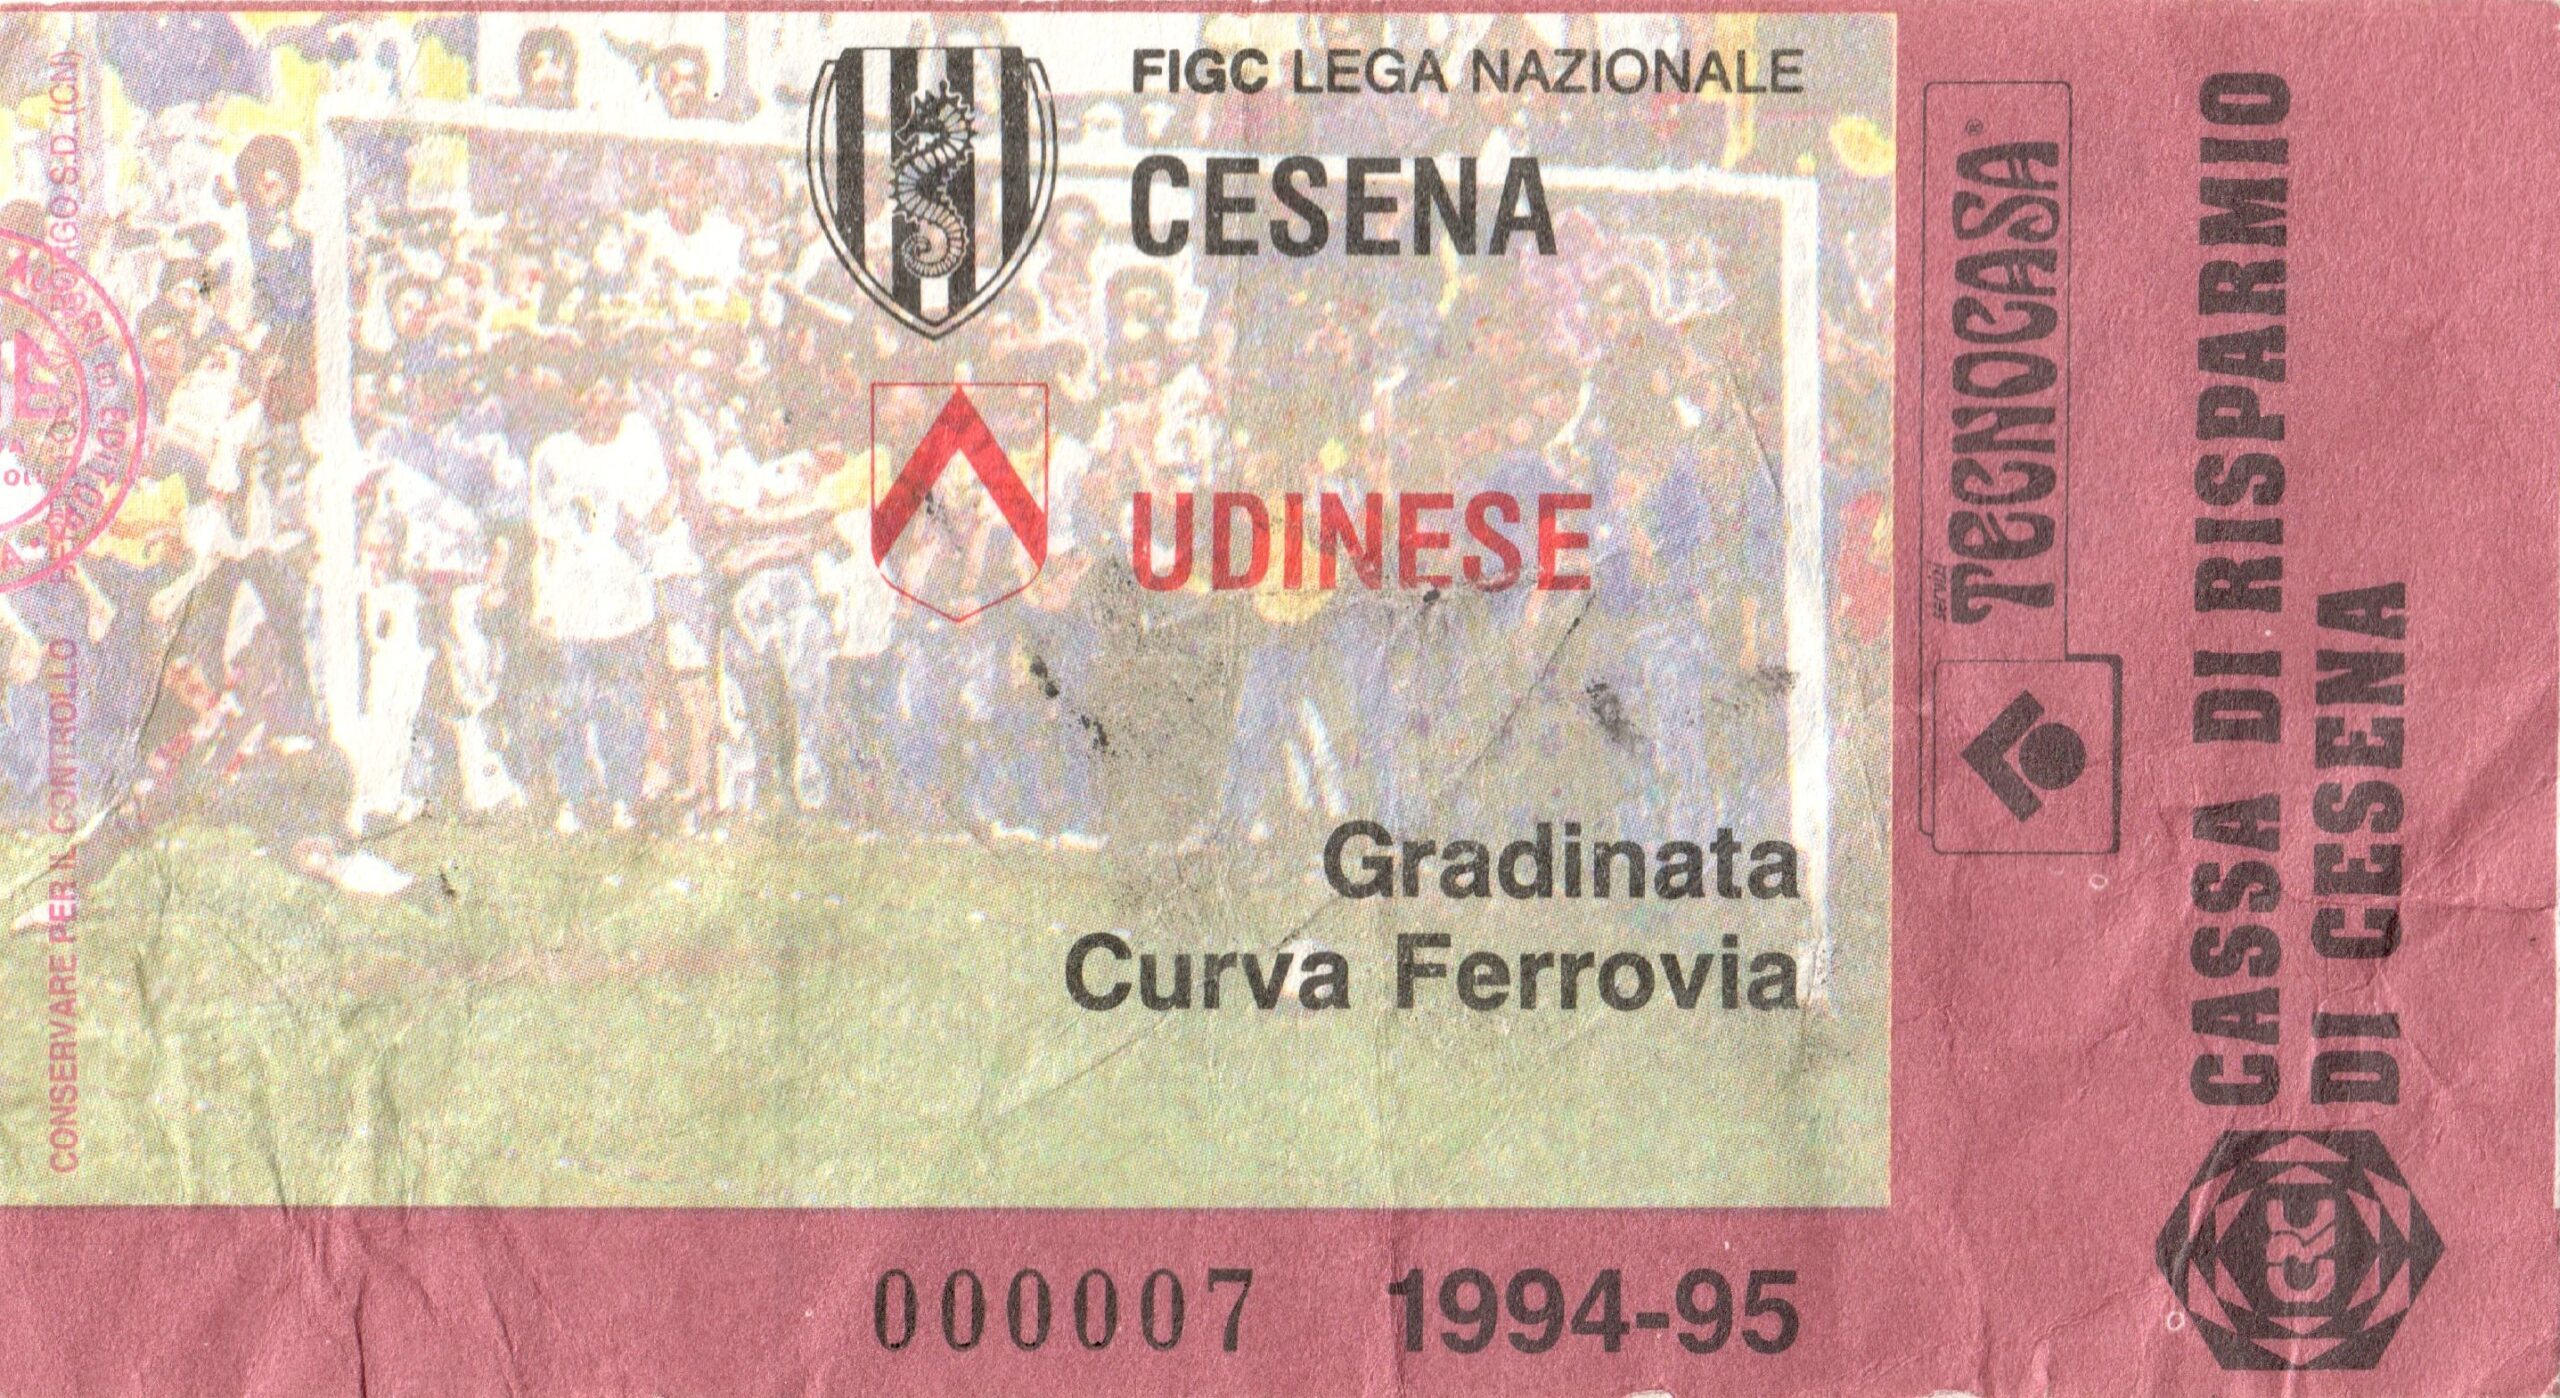 FIGC LEGA NAZIONALE
CESENA
UDINESE
Gradinata
Curva Ferrovia
000007 1994-95
TECNOCASA®
CASSA DI RISPARMIO
DI CESENA
CONSERVARE PER IL CONTROLLO
S.D. (CN)